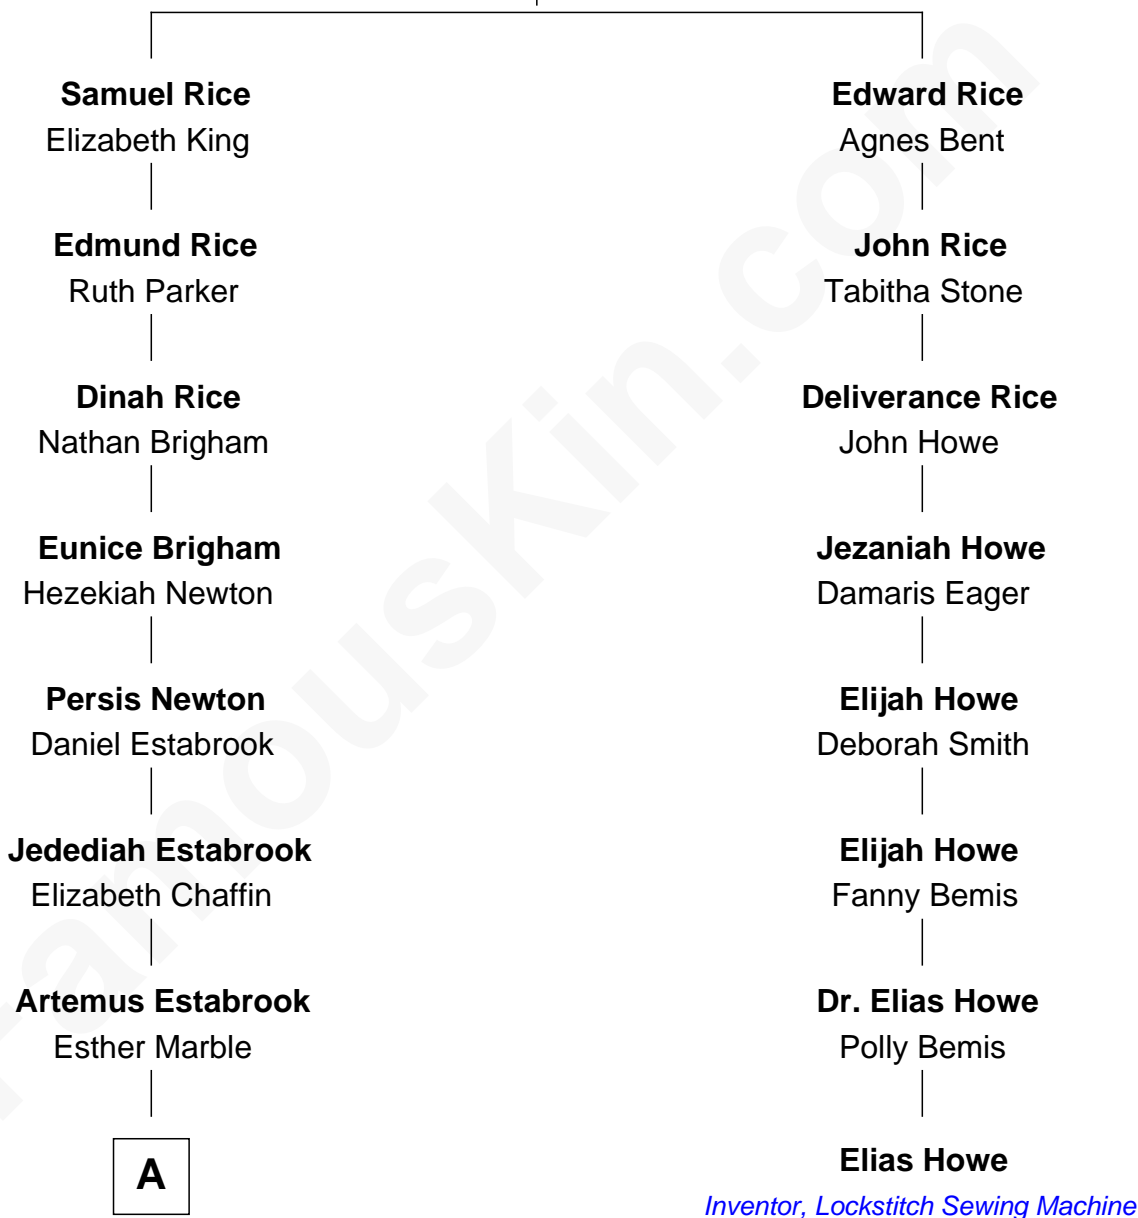 Samuel Rice
Elizabeth King
Edward Rice
Agnes Bent
Edmund Rice
Ruth Parker
John Rice
Tabitha Stone
Dinah Rice
Nathan Brigham
Deliverance Rice
John Howe
Eunice Brigham
Hezekiah Newton
Jezaniah Howe
Damaris Eager
Persis Newton
Daniel Estabrook
Elijah Howe
Deborah Smith
Jedediah Estabrook
Elizabeth Chaffin
Elijah Howe
Fanny Bemis
Artemus Estabrook
Esther Marble
Dr. Elias Howe
Polly Bemis
A
Elias Howe
Inventor, Lockstitch Sewing Machine
FamousKin.com